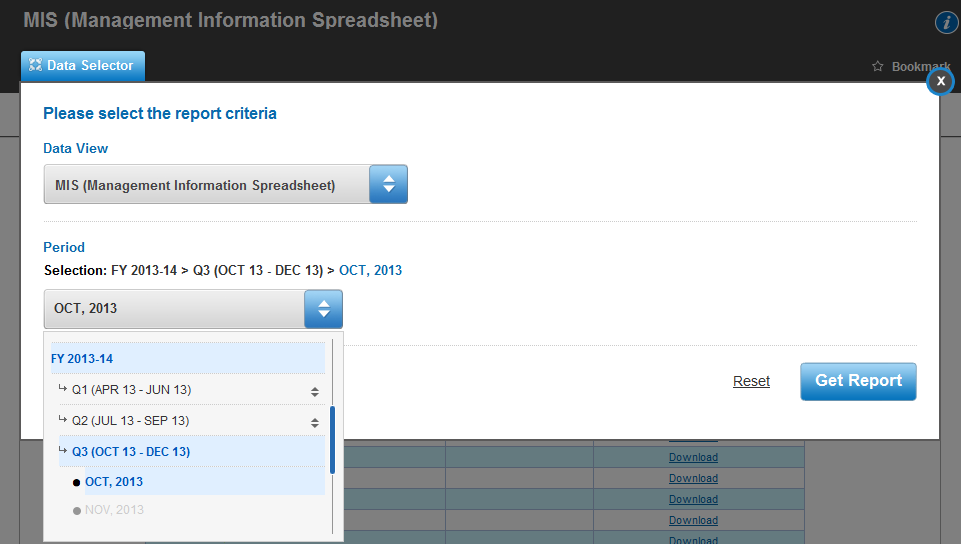 MIS (Management Information Spreadsheet)
i
Data Selector
Bookmark
x
Please select the report criteria
Data View
MIS (Management Information Spreadsheet)
Period
Selection: FY 2013-14 > Q3 (OCT 13 - DEC 13) > OCT, 2013
OCT, 2013
FY 2013-14
Q1 (APR 13 - JUN 13)
Q2 (JUL 13 - SEP 13)
Q3 (OCT 13 - DEC 13)
OCT, 2013
NOV, 2013
Reset
Get Report
Download
Download
Download
Download
Download